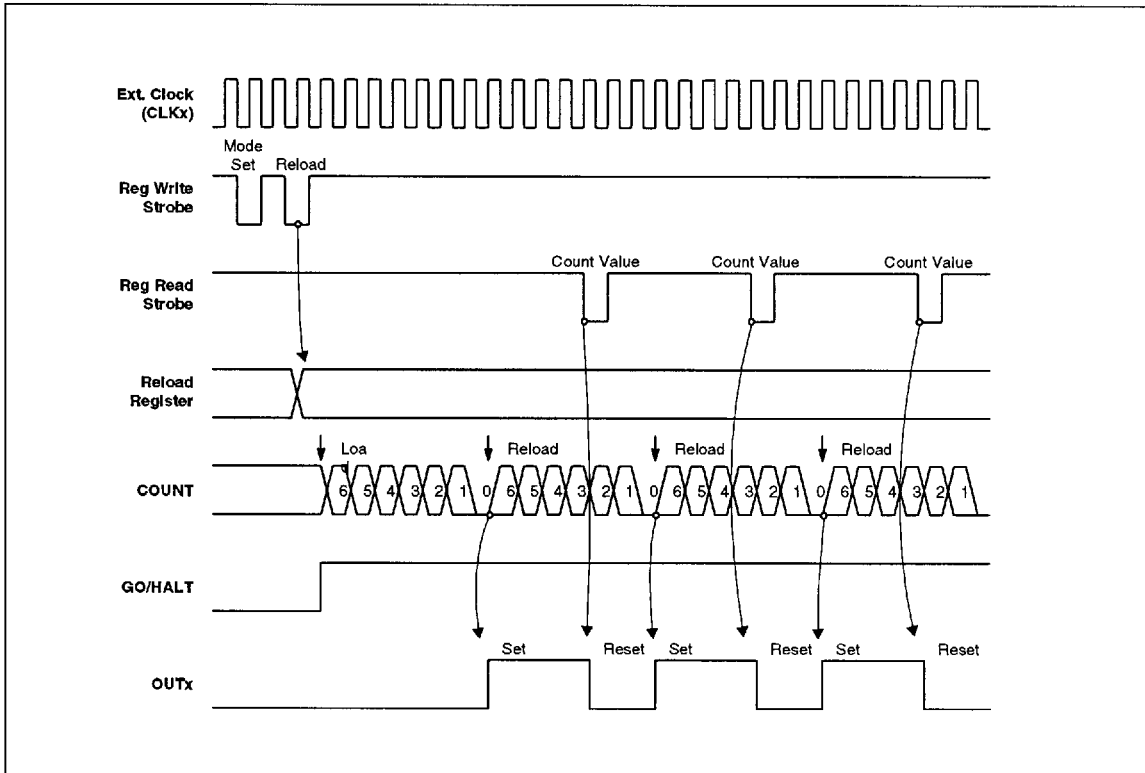 Ext. Clock
(CLKx)
Mode
Set Reload
Reg Write
Strobe
Count Value Count Value Count Value
Reg Read
Strobe
Reload
Register
Loa Reload Reload Reload
COUNT
6 5 4 3 2 1 0 6 5 4 3 2 1 0 6 5 4 3 2 1 0 6 5 4 3 2 1
GO/HALT
Set Reset Set Reset Set Reset
OUTx